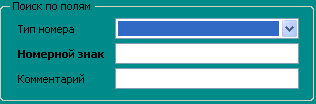 Поиск по полям
Тип номера
Номерной знак
Комментарий